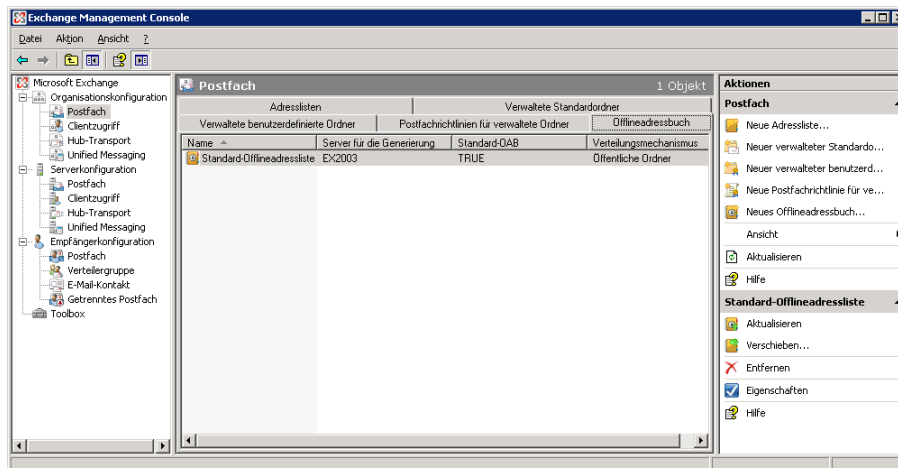 Exchange Management Console
Datei Aktion Ansicht ?
Microsoft Exchange
Organisationskonfiguration
Postfach
Clientzugriff
Hub-Transport
Unified Messaging
Serverkonfiguration
Postfach
Clientzugriff
Hub-Transport
Unified Messaging
Empfängerkonfiguration
Postfach
Verteilergruppe
E-Mail-Kontakt
Getrenntes Postfach
Toolbox
Postfach 1 Objekt
Adresslisten Verwaltete Standardordner
Verwaltete benutzerdefinierte Ordner Postfachrichtlinien für verwaltete Ordner Offlineadressbuch
Name Server für die Generierung Standard-OAB Verteilungsmechanismus
Standard-Offlineadressliste EX2003 TRUE Öffentliche Ordner
Aktionen
Postfach
Neue Adressliste...
Neuer verwalteter Standardo...
Neuer verwalteter benutzerd...
Neue Postfachrichtlinie für ve...
Neues Offlineadressbuch...
Ansicht
Aktualisieren
Hilfe
Standard-Offlineadressliste
Aktualisieren
Verschieben...
Entfernen
Eigenschaften
Hilfe